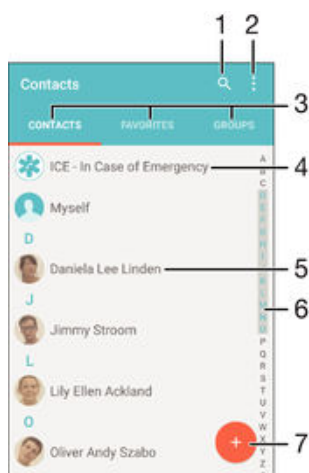 1 2
Contacts
3
CONTACTS FAVORITES GROUPS
ICE - In Case of Emergency 4
Myself
D
Daniela Lee Linden 5
J
Jimmy Stroom
6
L
Lily Ellen Ackland
O
Oliver Andy Szabo
+ 7
A
B
C
D
E
F
G
H
I
J
K
L
M
N
O
P
Q
R
S
T
U
V
W
X
Y
Z